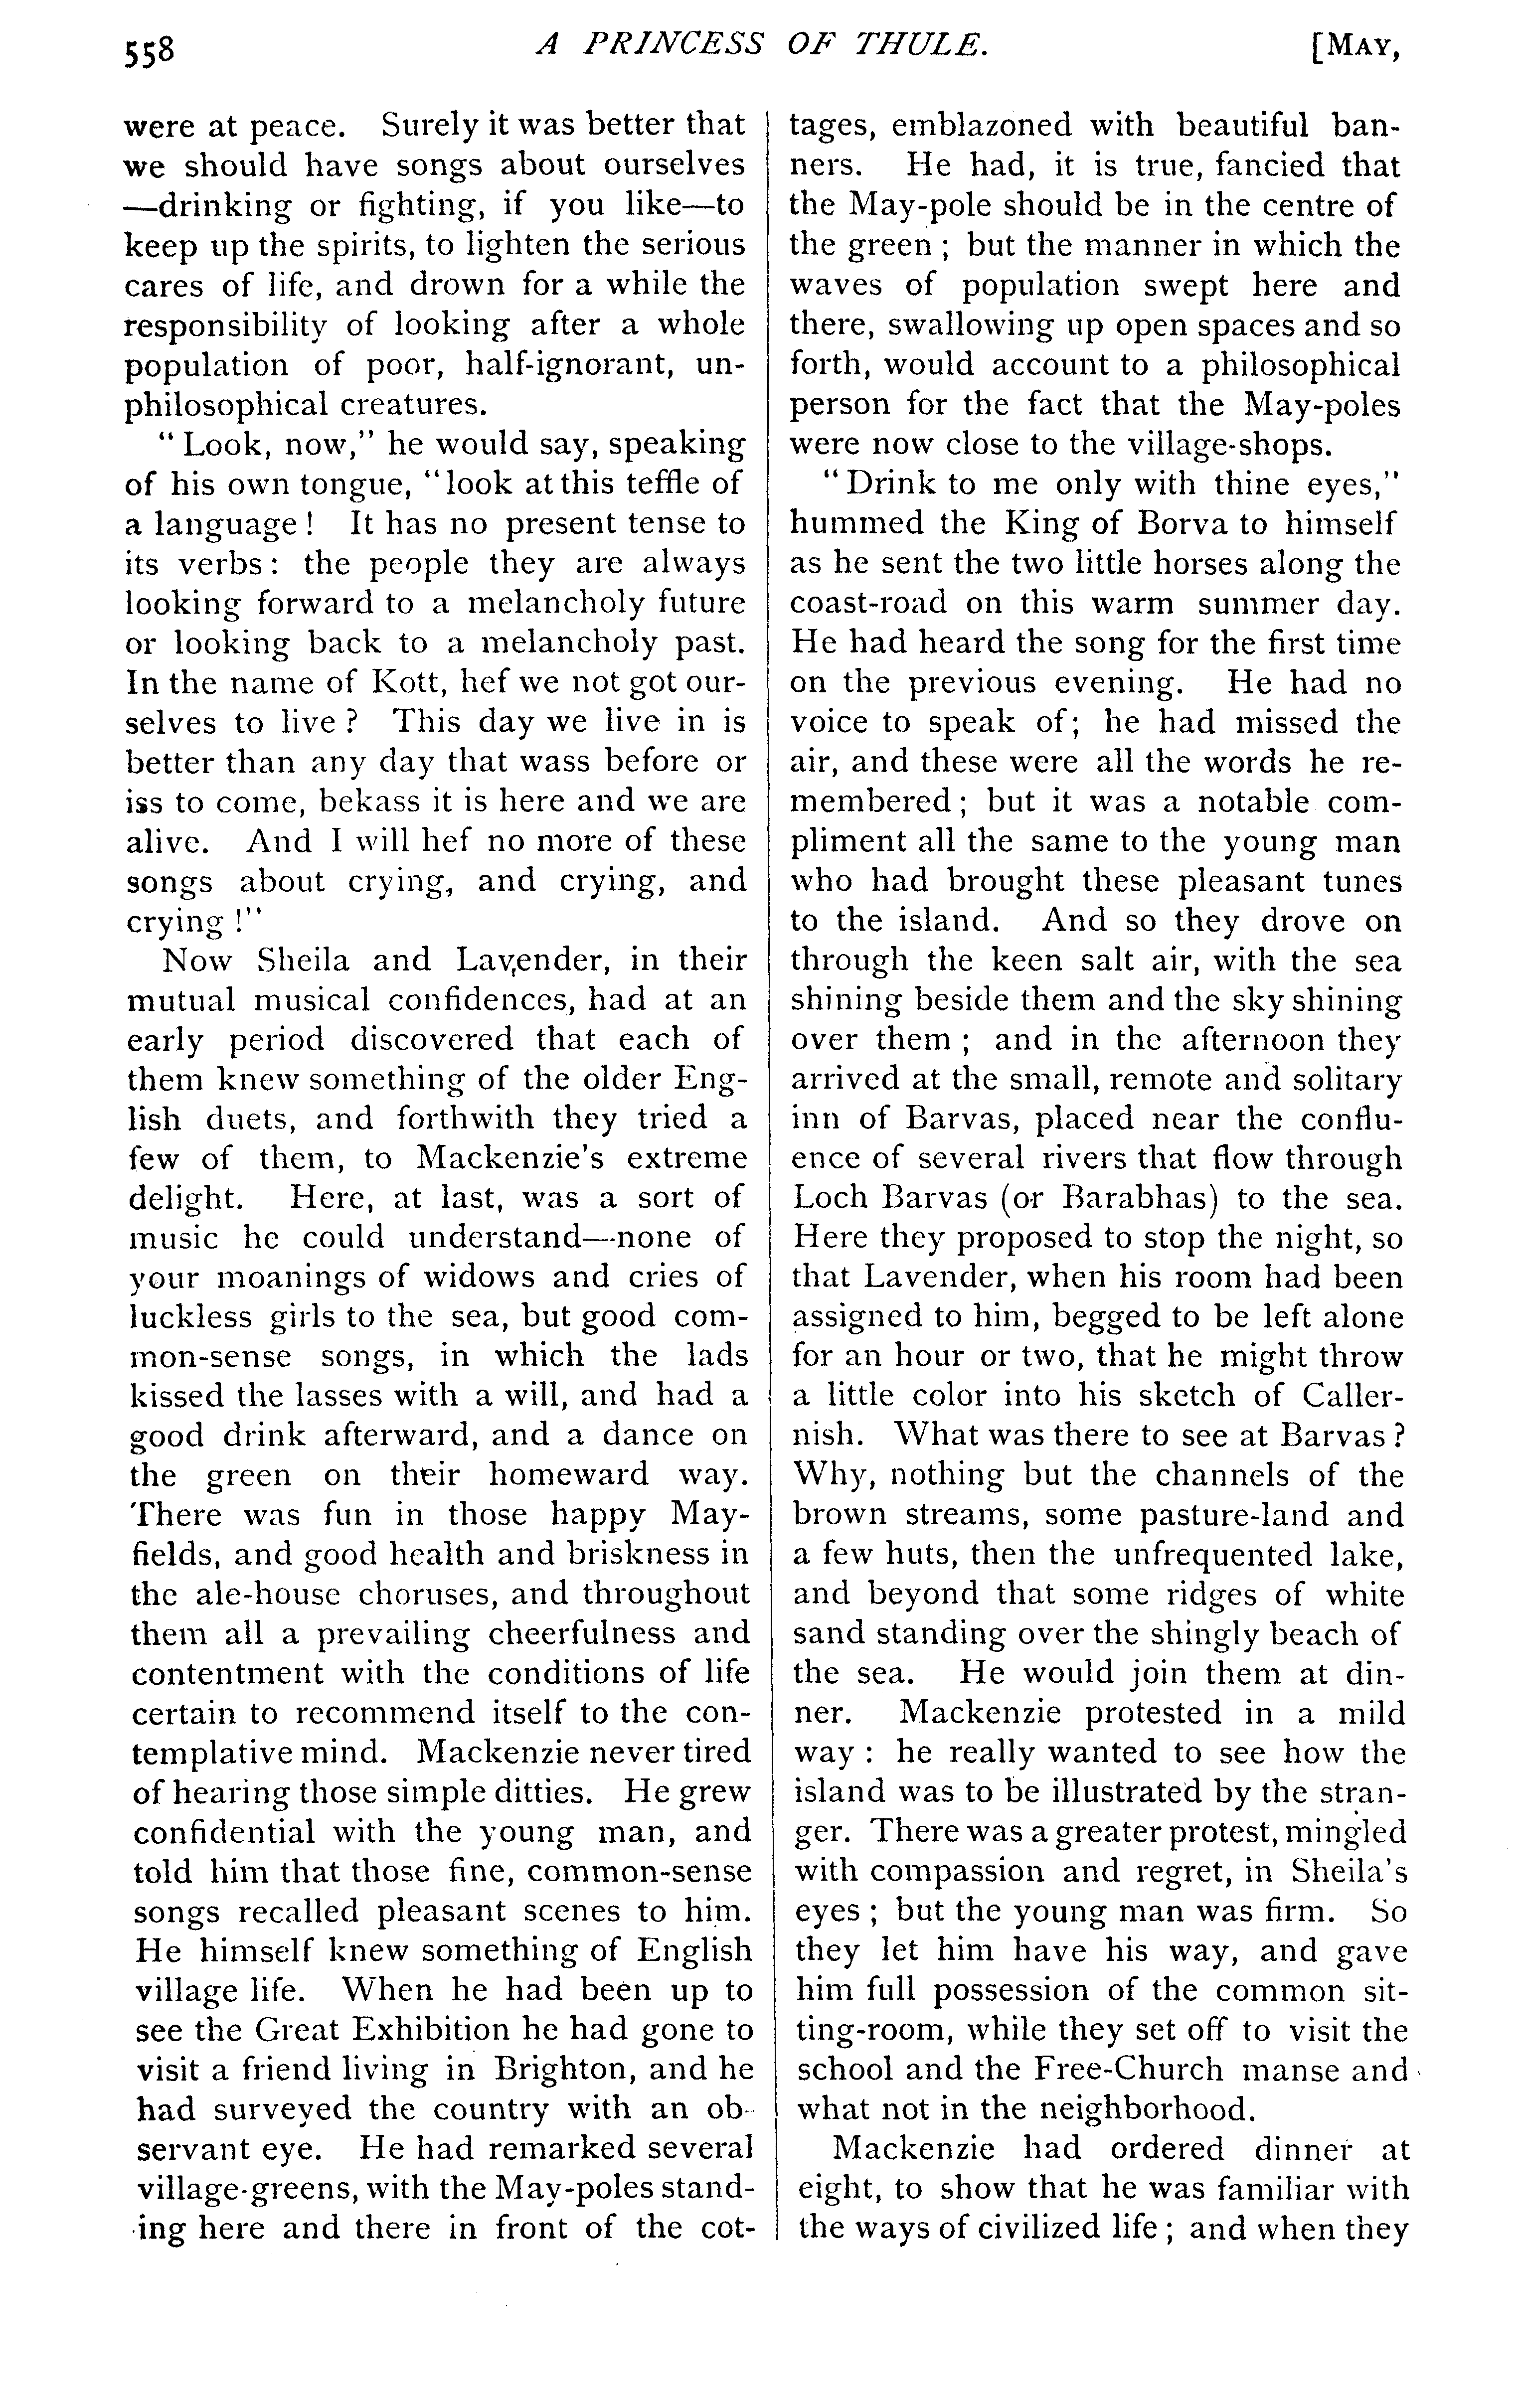 558 A PRINCESS OF THULE. [MAY,
were at peace. Surely it was better that
we should have songs about ourselves
—drinking or fighting, if you like—to
keep up the spirits, to lighten the serious
cares of life, and drown for a while the
responsibility of looking after a whole
population of poor, half-ignorant, un-
philosophical creatures.
"Look, now," he would say, speaking
of his own tongue, "look at this teffle of
a language! It has no present tense to
its verbs: the people they are always
looking forward to a melancholy future
or looking back to a melancholy past.
In the name of Kott, hef we not got our-
selves to live? This day we live in is
better than any day that wass before or
iss to come, bekass it is here and we are
alive. And I will hef no more of these
songs about crying, and crying, and
crying!"
Now Sheila and Lavender, in their
mutual musical confidences, had at an
early period discovered that each of
them knew something of the older Eng-
lish duets, and forthwith they tried a
few of them, to Mackenzie's extreme
delight. Here, at last, was a sort of
music he could understand—none of
your moanings of widows and cries of
luckless girls to the sea, but good com-
mon-sense songs, in which the lads
kissed the lasses with a will, and had a
good drink afterward, and a dance on
the green on their homeward way.
There was fun in those happy May-
fields, and good health and briskness in
the ale-house choruses, and throughout
them all a prevailing cheerfulness and
contentment with the conditions of life
certain to recommend itself to the con-
templative mind. Mackenzie never tired
of hearing those simple ditties. He grew
confidential with the young man, and
told him that those fine, common-sense
songs recalled pleasant scenes to him.
He himself knew something of English
village life. When he had been up to
see the Great Exhibition he had gone to
visit a friend living in Brighton, and he
had surveyed the country with an ob-
servant eye. He had remarked several
village-greens, with the May-poles stand-
ing here and there in front of the cot-
tages, emblazoned with beautiful ban-
ners. He had, it is true, fancied that
the May-pole should be in the centre of
the green; but the manner in which the
waves of population swept here and
there, swallowing up open spaces and so
forth, would account to a philosophical
person for the fact that the May-poles
were now close to the village-shops.
"Drink to me only with thine eyes,"
hummed the King of Borva to himself
as he sent the two little horses along the
coast-road on this warm summer day.
He had heard the song for the first time
on the previous evening. He had no
voice to speak of; he had missed the
air, and these were all the words he re-
membered; but it was a notable com-
pliment all the same to the young man
who had brought these pleasant tunes
to the island. And so they drove on
through the keen salt air, with the sea
shining beside them and the sky shining
over them; and in the afternoon they
arrived at the small, remote and solitary
inn of Barvas, placed near the conflu-
ence of several rivers that flow through
Loch Barvas (or Barabhas) to the sea.
Here they proposed to stop the night, so
that Lavender, when his room had been
assigned to him, begged to be left alone
for an hour or two, that he might throw
a little color into his sketch of Caller-
nish. What was there to see at Barvas?
Why, nothing but the channels of the
brown streams, some pasture-land and
a few huts, then the unfrequented lake,
and beyond that some ridges of white
sand standing over the shingly beach of
the sea. He would join them at din-
ner. Mackenzie protested in a mild
way: he really wanted to see how the
island was to be illustrated by the stran-
ger. There was a greater protest, mingled
with compassion and regret, in Sheila's
eyes; but the young man was firm. So
they let him have his way, and gave
him full possession of the common sit-
ting-room, while they set off to visit the
school and the Free-Church manse and
what not in the neighborhood.
Mackenzie had ordered dinner at
eight, to show that he was familiar with
the ways of civilized life; and when they